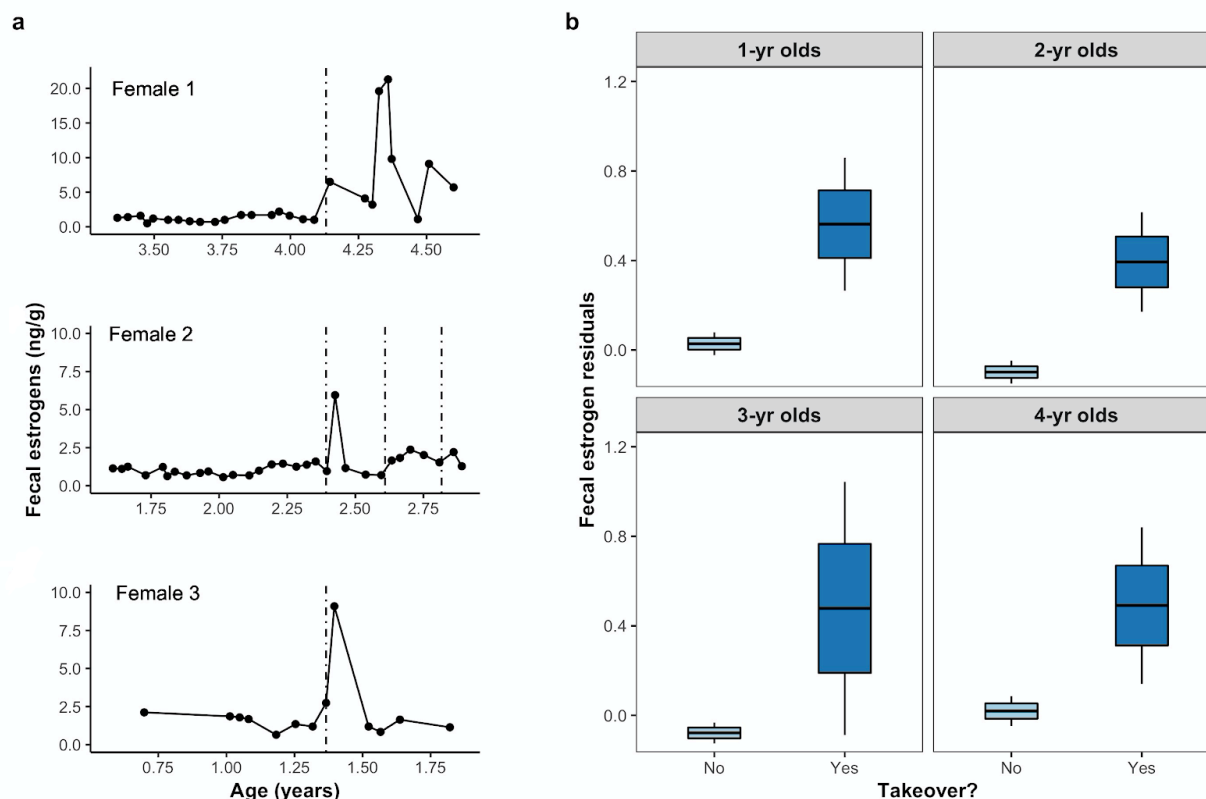 a
Fecal estrogens (ng/g)
Female 1
20.0
15.0
10.0
5.0
0.0
3.50 3.75 4.00 4.25 4.50
Female 2
10.0
7.5
5.0
2.5
0.0
1.75 2.00 2.25 2.50 2.75
Female 3
10.0
7.5
5.0
2.5
0.0
0.75 1.00 1.25 1.50 1.75
Age (years)
b
Fecal estrogen residuals
1-yr olds 2-yr olds
1.2
0.8
0.4
0.0
3-yr olds 4-yr olds
1.2
0.8
0.4
0.0
No Yes No Yes
Takeover?